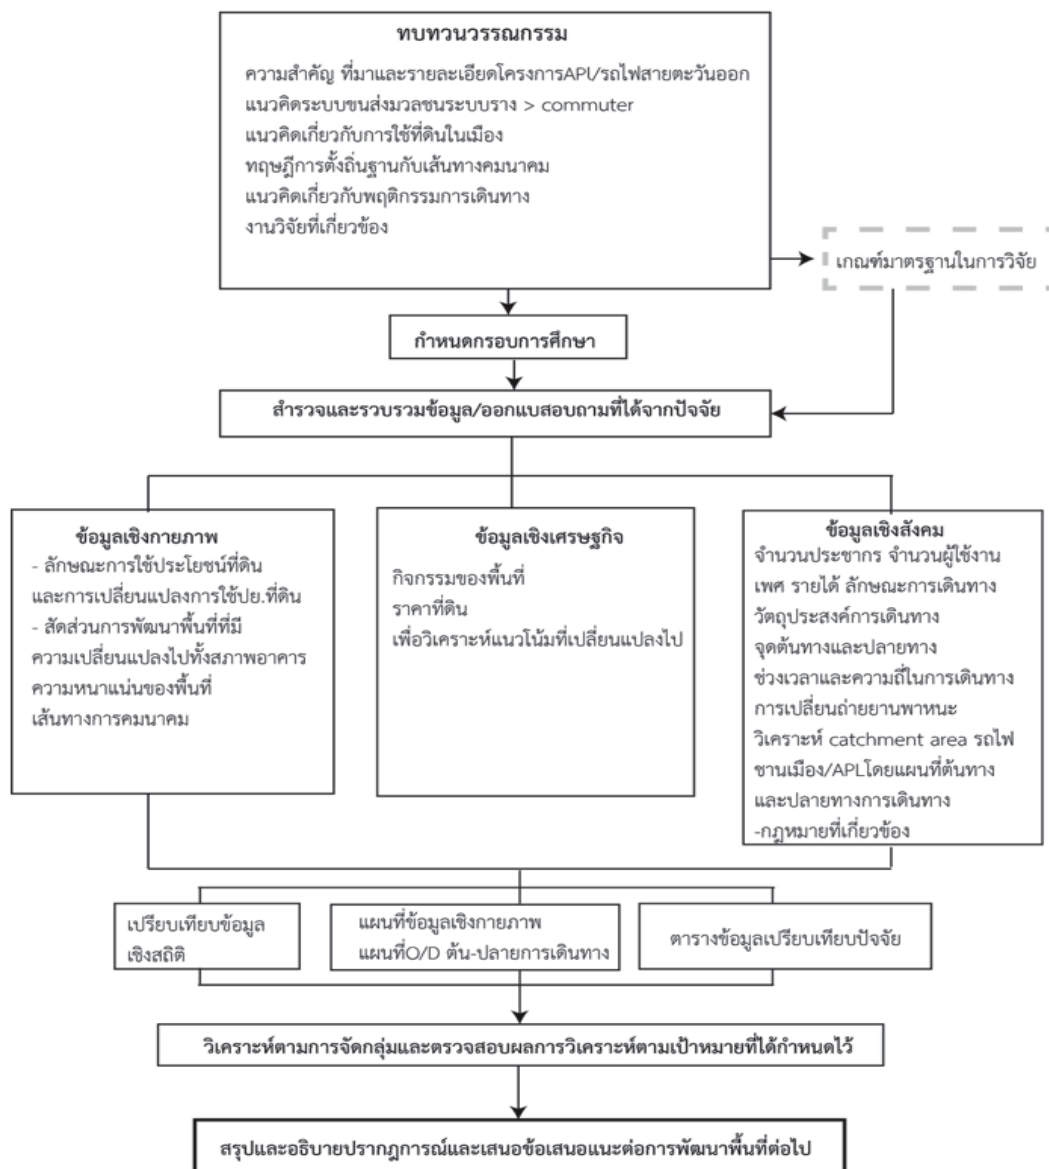 ทบทวนวรรณกรรม
ความสำคัญ ที่มาและรายละเอียดโครงการAPL/รถไฟสายตะวันออก
แนวคิดระบบขนส่งมวลชนระบบราง > commuter
แนวคิดเกี่ยวกับการใช้ที่ดินในเมือง
ทฤษฎีการตั้งถิ่นฐานกับเส้นทางคมนาคม
แนวคิดเกี่ยวกับพฤติกรรมการเดินทาง
งานวิจัยที่เกี่ยวข้อง
เกณฑ์มาตรฐานในการวิจัย
กำหนดกรอบการศึกษา
สำรวจและรวบรวมข้อมูล/ออกแบบสอบถามที่ได้จากปัจจัย
ข้อมูลเชิงกายภาพ
- ลักษณะการใช้ประโยชน์ที่ดิน
และการเปลี่ยนแปลงการใช้ปย.ที่ดิน
- สัดส่วนการพัฒนาพื้นที่ที่มี
ความเปลี่ยนแปลงไปทั้งสภาพอาคาร
ความหนาแน่นของพื้นที่
เส้นทางการคมนาคม
ข้อมูลเชิงเศรษฐกิจ
กิจกรรมของพื้นที่
ราคาที่ดิน
เพื่อวิเคราะห์แนวโน้มที่เปลี่ยนแปลงไป
ข้อมูลเชิงสังคม
จำนวนประชากร จำนวนผู้ใช้งาน
เพศ รายได้ ลักษณะการเดินทาง
วัตถุประสงค์การเดินทาง
จุดต้นทางและปลายทาง
ช่วงเวลาและความถี่ในการเดินทาง
การเปลี่ยนถ่ายยานพาหนะ
วิเคราะห์ catchment area รถไฟ
ชานเมือง/APLโดยแผนที่ต้นทาง
และปลายทางการเดินทาง
-กฎหมายที่เกี่ยวข้อง
เปรียบเทียบข้อมูล
เชิงสถิติ
แผนที่ข้อมูลเชิงกายภาพ
แผนที่O/D ต้น-ปลายการเดินทาง
ตารางข้อมูลเปรียบเทียบปัจจัย
วิเคราะห์ตามการจัดกลุ่มและตรวจสอบผลการวิเคราะห์ตามเป้าหมายที่ได้กำหนดไว้
สรุปและอธิบายปรากฏการณ์และเสนอข้อเสนอแนะต่อการพัฒนาพื้นที่ต่อไป